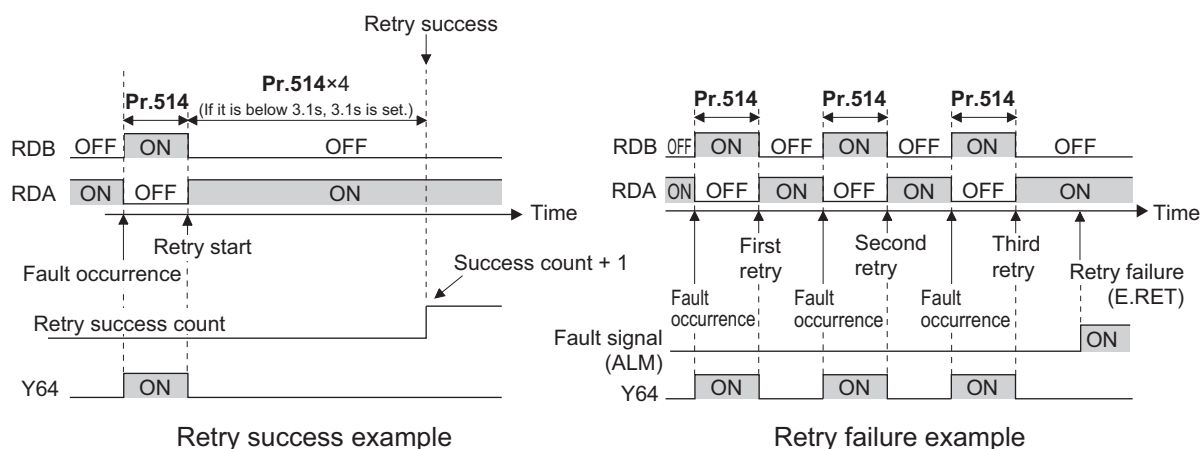 Retry success
Pr.514
Pr.514×4
(If it is below 3.1s, 3.1s is set.)
RDB OFF ON OFF
RDA ON OFF ON
Time
Retry start
Fault occurrence
Success count + 1
Retry success count
Y64 ON
Retry success example
Pr.514 Pr.514 Pr.514
RDB OFF ON OFF ON OFF ON OFF
RDA ON OFF ON OFF ON OFF ON
Time
First
retry
Second
retry
Third
retry
Retry failure
(E.RET)
Fault
occurrence
Fault
occurrence
Fault
occurrence
Fault signal
(ALM)
ON
Y64 ON ON ON
Retry failure example